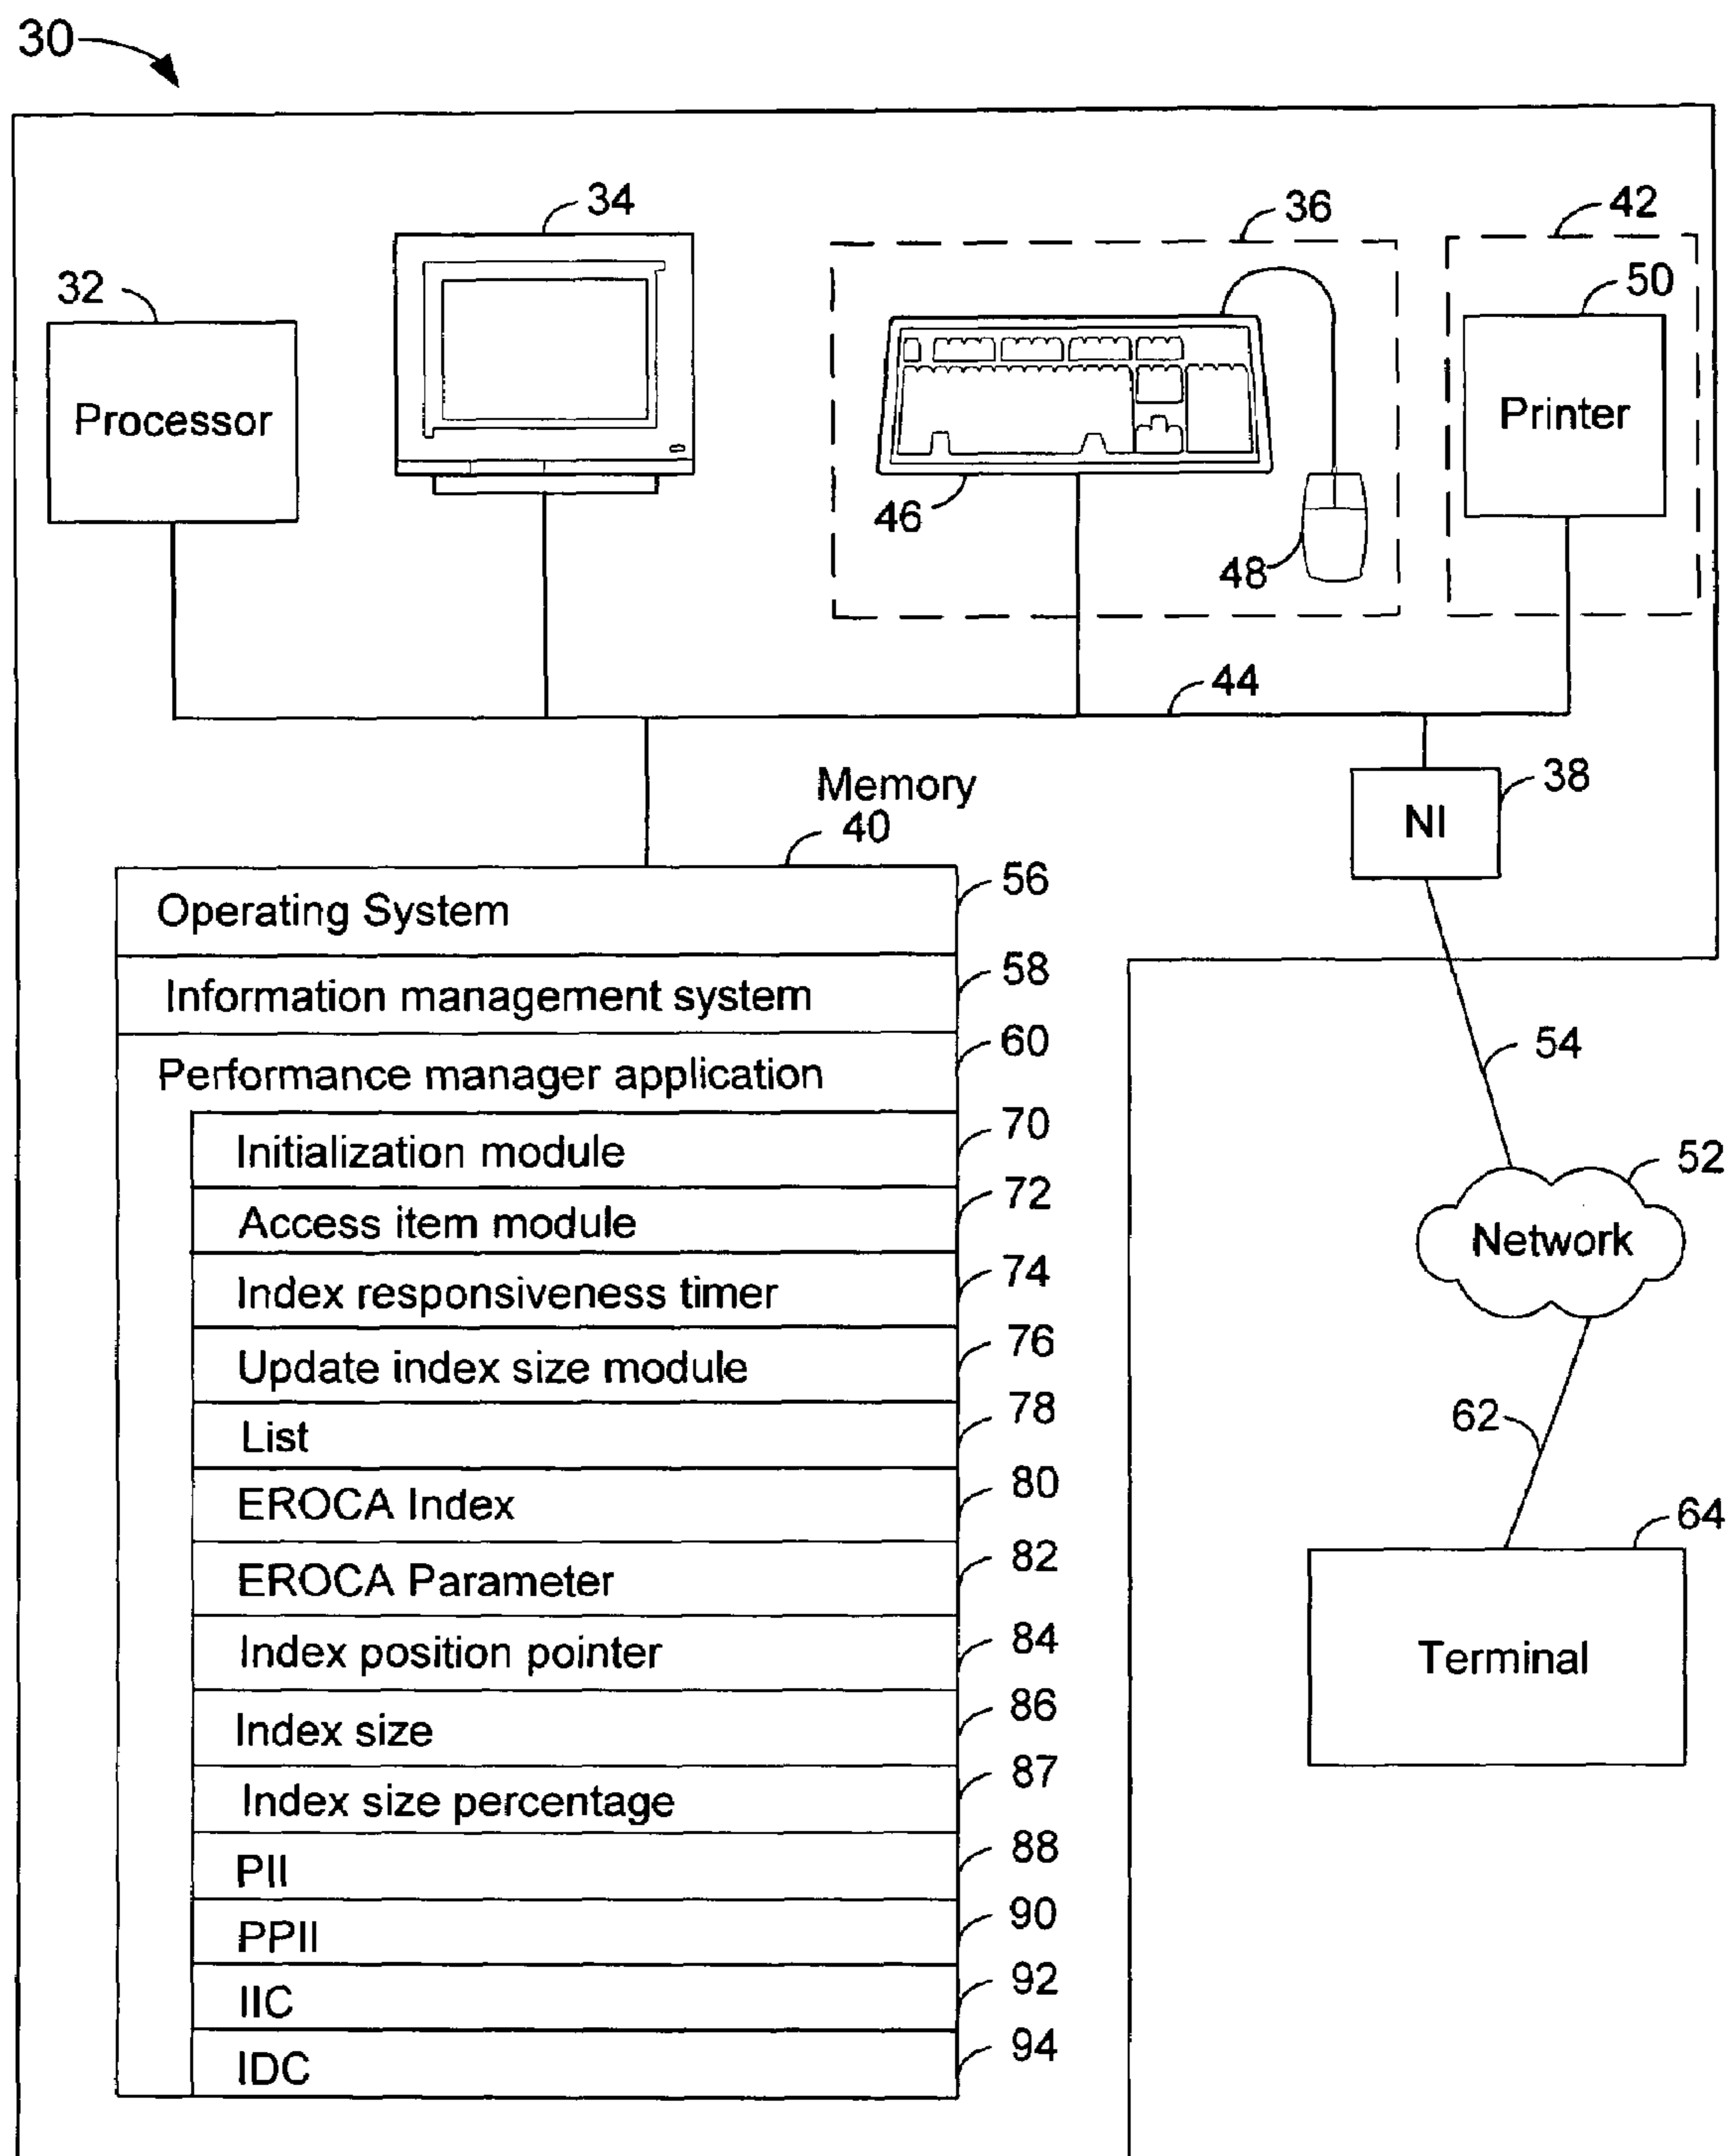 30
34
36
42
32
50
Processor
Printer
46
48
44
Memory
40
38
NI
Operating System
56
Information management system
58
Performance manager application
60
Initialization module
70
Access item module
72
Index responsiveness timer
74
Update index size module
76
List
78
EROCA Index
80
EROCA Parameter
82
Index position pointer
84
Index size
86
Index size percentage
87
PII
88
PPII
90
IIC
92
IDC
94
54
52
Network
62
64
Terminal